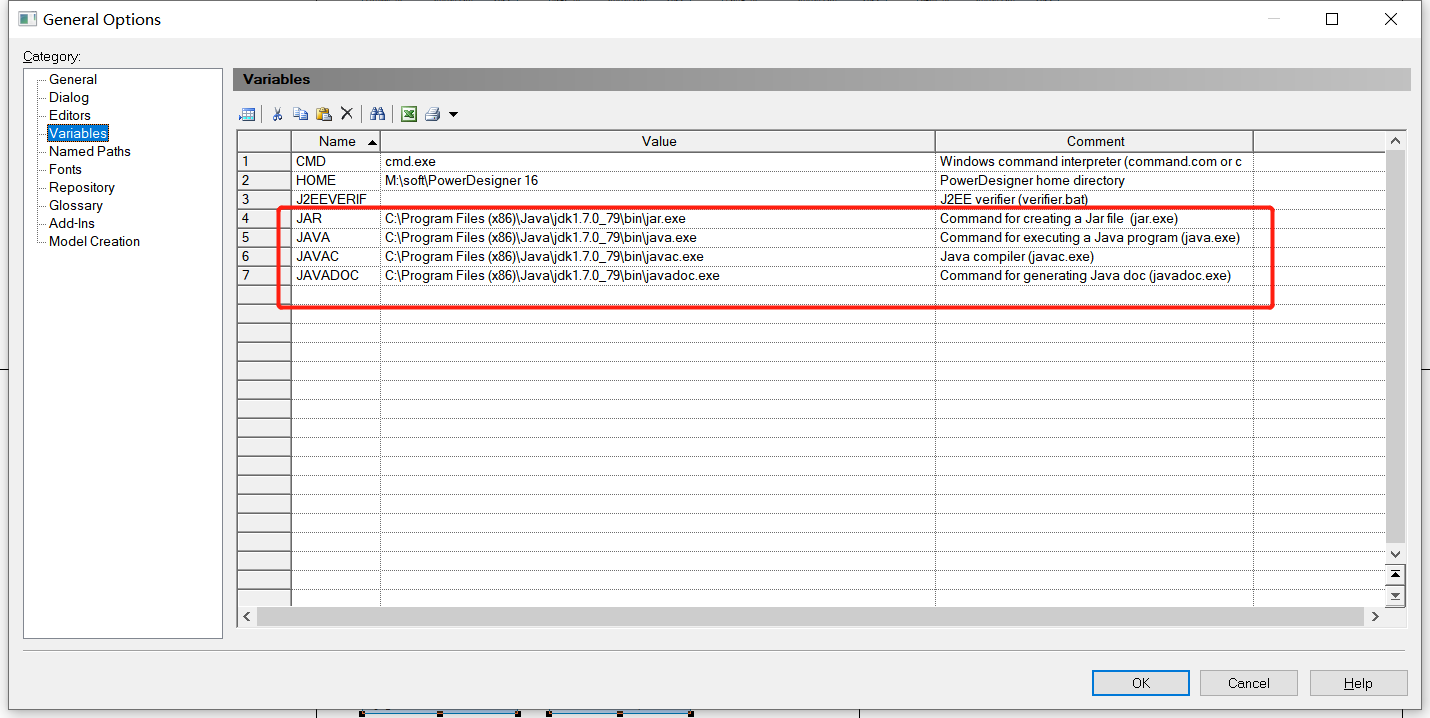 General Options
Category:
General
Dialog
Editors
Variables
Named Paths
Fonts
Repository
Glossary
Add-Ins
Model Creation
Variables
Name Value Comment
1 CMD cmd.exe Windows command interpreter (command.com or c
2 HOME M:\soft\PowerDesigner 16 PowerDesigner home directory
3 J2EEVERIF J2EE verifier (verifier.bat)
4 JAR C:\Program Files (x86)\Java\jdk1.7.0_79\bin\jar.exe Command for creating a Jar file (jar.exe)
5 JAVA C:\Program Files (x86)\Java\jdk1.7.0_79\bin\java.exe Command for executing a Java program (java.exe)
6 JAVAC C:\Program Files (x86)\Java\jdk1.7.0_79\bin\javac.exe Java compiler (javac.exe)
7 JAVADOC C:\Program Files (x86)\Java\jdk1.7.0_79\bin\javadoc.exe Command for generating Java doc (javadoc.exe)
OK Cancel Help